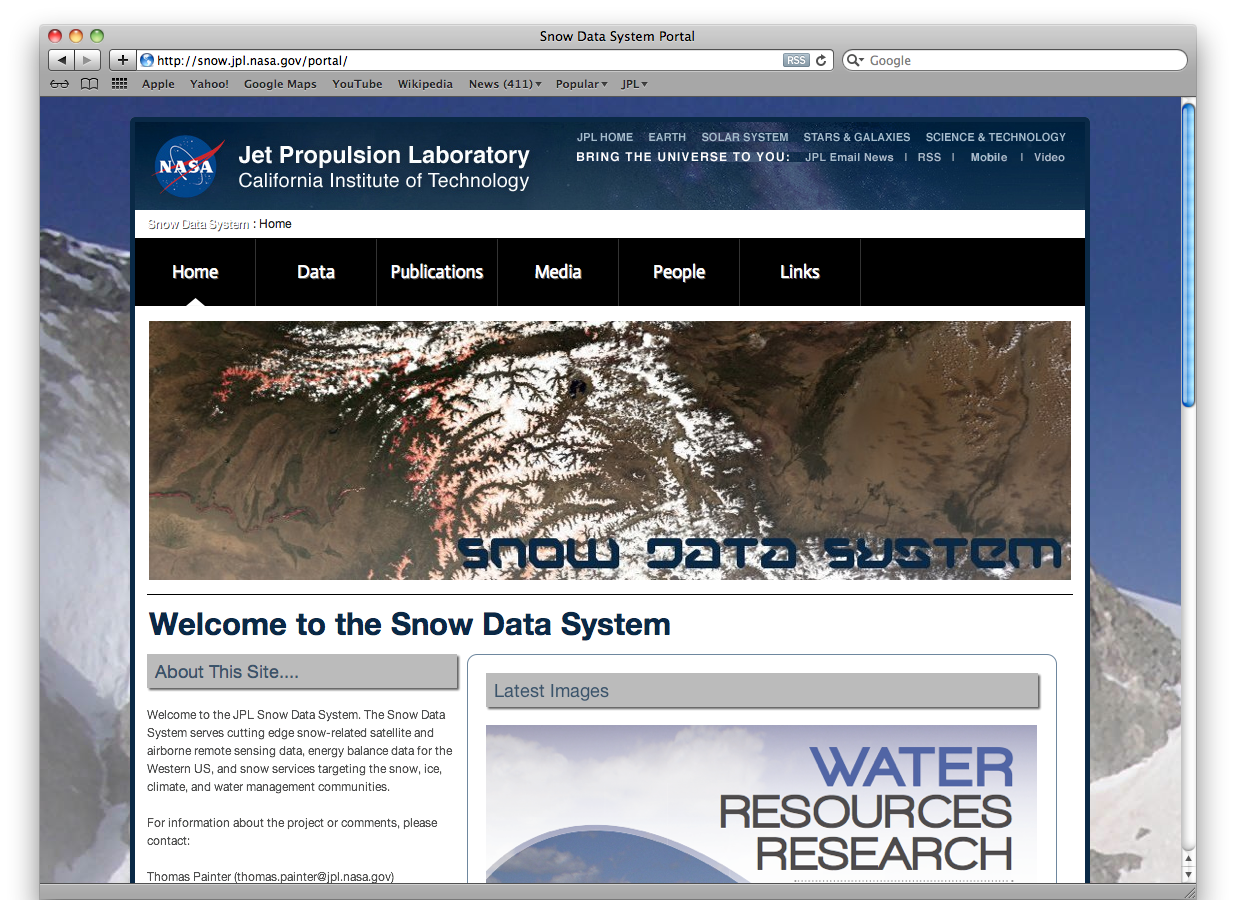 Snow Data System Portal
http://snow.jpl.nasa.gov/portal/ RSS Google
Apple Yahoo! Google Maps YouTube Wikipedia News (411) Popular JPL
JPL HOME EARTH SOLAR SYSTEM STARS & GALAXIES SCIENCE & TECHNOLOGY
BRING THE UNIVERSE TO YOU: JPL Email News | RSS | Mobile | Video
NASA
Jet Propulsion Laboratory
California Institute of Technology
Snow Data System : Home
Home Data Publications Media People Links
SNOW DATA SYSTEM
Welcome to the Snow Data System
About This Site....
Welcome to the JPL Snow Data System. The Snow Data
System serves cutting edge snow-related satellite and
airborne remote sensing data, energy balance data for the
Western US, and snow services targeting the snow, ice,
climate, and water management communities.
For information about the project or comments, please
contact:
Thomas Painter (thomas.painter@jpl.nasa.gov)
Latest Images
WATER
RESOURCES
RESEARCH